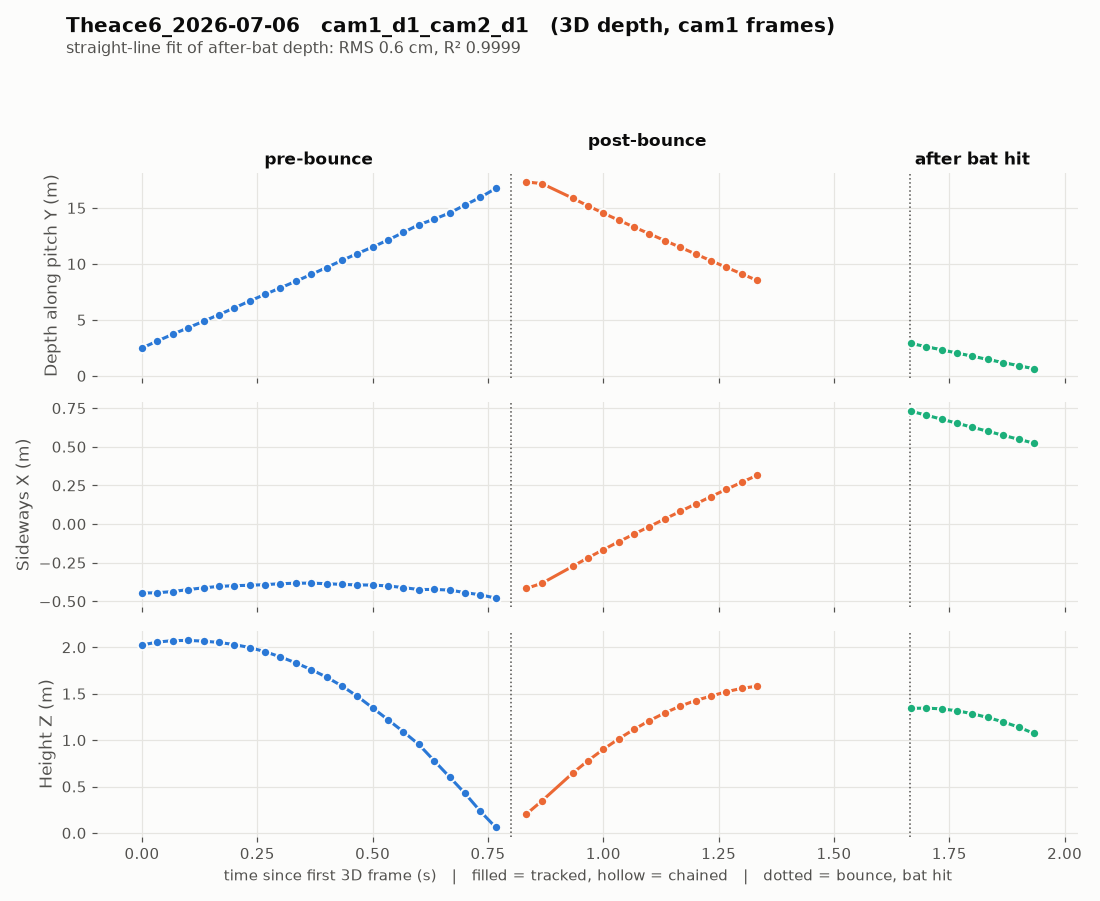 Theace6_2026-07-06   cam1_d1_cam2_d1   (3D depth, cam1 frames)
straight-line fit of after-bat depth: RMS 0.6 cm, R² 0.9999
pre-bounce
post-bounce
after bat hit
Depth along pitch Y (m)
15
10
5
0
Sideways X (m)
0.75
0.50
0.25
0.00
−0.25
−0.50
Height Z (m)
2.0
1.5
1.0
0.5
0.0
0.00 0.25 0.50 0.75 1.00 1.25 1.50 1.75 2.00
time since first 3D frame (s)   |   filled = tracked, hollow = chained   |   dotted = bounce, bat hit